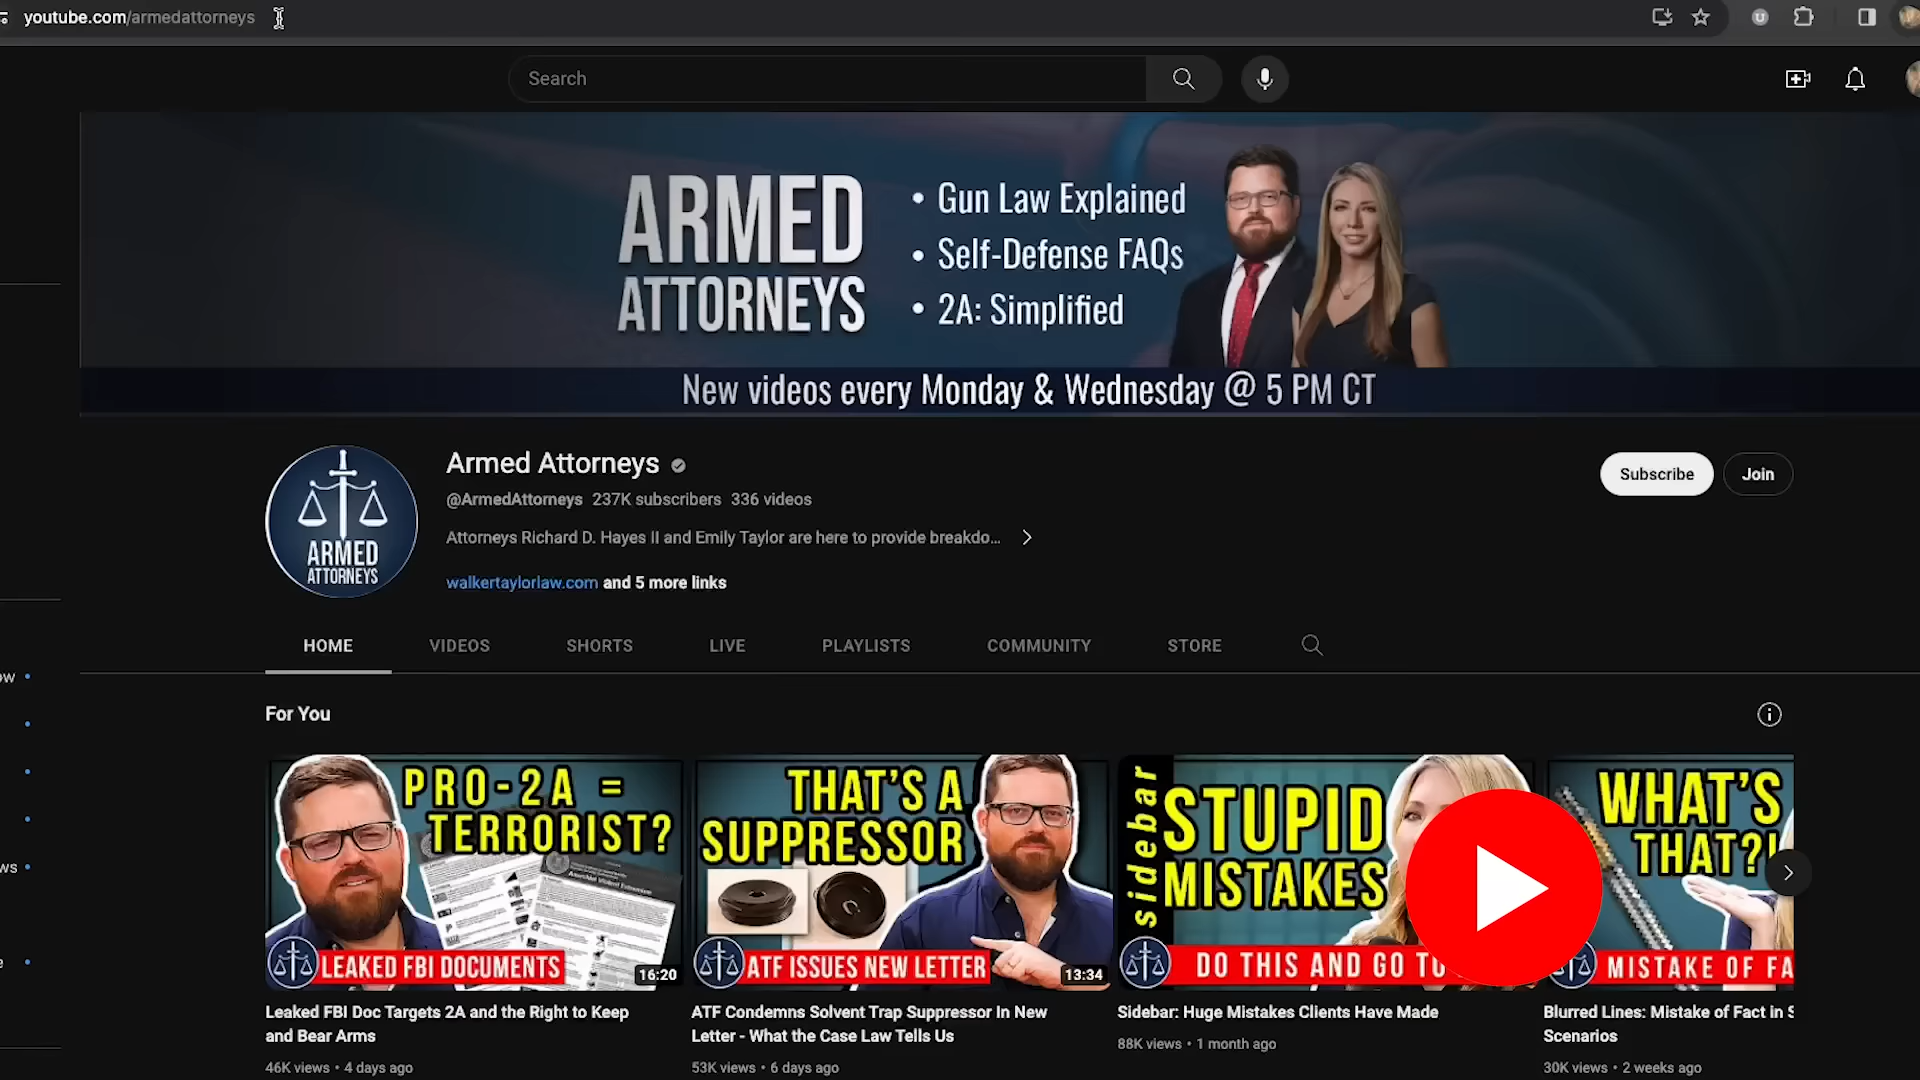 youtube.com/armedattorneys
Search
ARMED
ATTORNEYS
• Gun Law Explained
• Self-Defense FAQs
• 2A: Simplified
New videos every Monday & Wednesday @ 5 PM CT
ARMED
ATTORNEYS
Armed Attorneys
@ArmedAttorneys 237K subscribers 336 videos
Attorneys Richard D. Hayes II and Emily Taylor are here to provide breakdo...
walkertaylorlaw.com and 5 more links
Subscribe
Join
HOME
VIDEOS
SHORTS
LIVE
PLAYLISTS
COMMUNITY
STORE
For You
PRO-2A =
TERRORIST?
LEAKED FBI DOCUMENTS
16:20
THAT'S A
SUPPRESSOR
ATF ISSUES NEW LETTER
13:34
sidebar
STUPID
MISTAKES
DO THIS AND GO TO
WHAT'S
THAT?!
MISTAKE OF FA
Leaked FBI Doc Targets 2A and the Right to Keep
and Bear Arms
46K views • 4 days ago
ATF Condemns Solvent Trap Suppressor In New
Letter - What the Case Law Tells Us
53K views • 6 days ago
Sidebar: Huge Mistakes Clients Have Made
88K views • 1 month ago
Blurred Lines: Mistake of Fact in S
Scenarios
30K views • 2 weeks ago